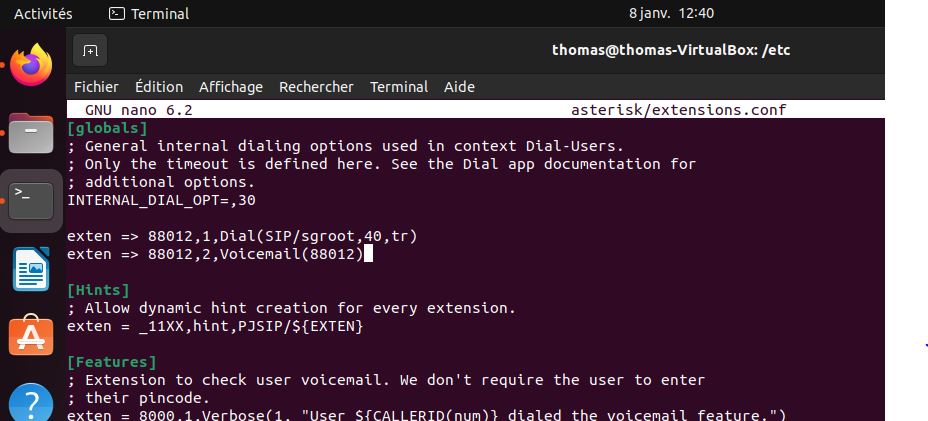 Activités
Terminal
8 janv. 12:40
thomas@thomas-VirtualBox: /etc
Fichier Édition Affichage Rechercher Terminal Aide
GNU nano 6.2 asterisk/extensions.conf
[globals]
; General internal dialing options used in context Dial-Users.
; Only the timeout is defined here. See the Dial app documentation for
; additional options.
INTERNAL_DIAL_OPT=,30
exten => 88012,1,Dial(SIP/sgroot,40,tr)
exten => 88012,2,Voicemail(88012)
[Hints]
; Allow dynamic hint creation for every extension.
exten = _11XX,hint,PJSIP/${EXTEN}
[Features]
; Extension to check user voicemail. We don't require the user to enter
; their pincode.
exten = 8000,1,Verbose(1, "User ${CALLERID(num)} dialed the voicemail feature.")